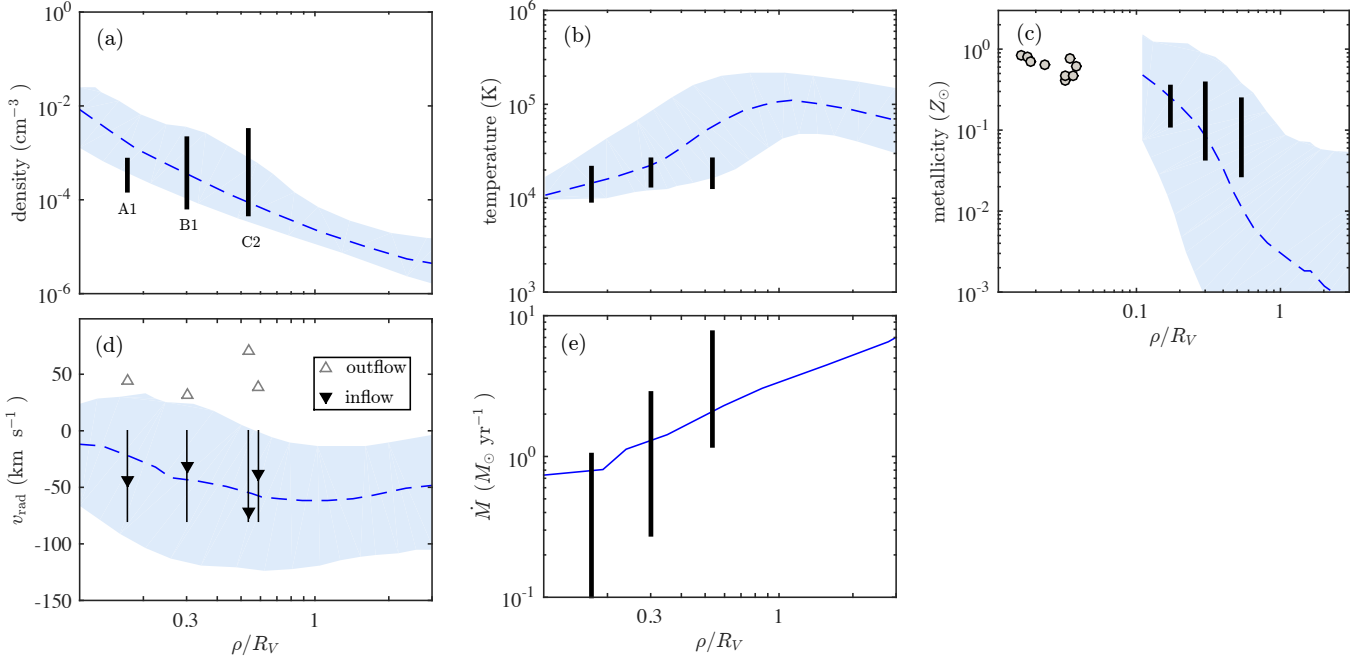 (a)
10^0
10^-2
10^-4
10^-6
density (cm^−3)
A1
B1
C2
(b)
10^6
10^5
10^4
10^3
temperature (K)
(c)
10^0
10^-1
10^-2
10^-3
metallicity (Z_⊙)
0.1
1
ρ/R_V
(d)
50
0
-50
-100
-150
v_rad (km s^−1)
outflow
inflow
0.3
1
ρ/R_V
(e)
10^1
10^0
10^-1
Ṁ (M_⊙ yr^−1)
0.3
1
ρ/R_V